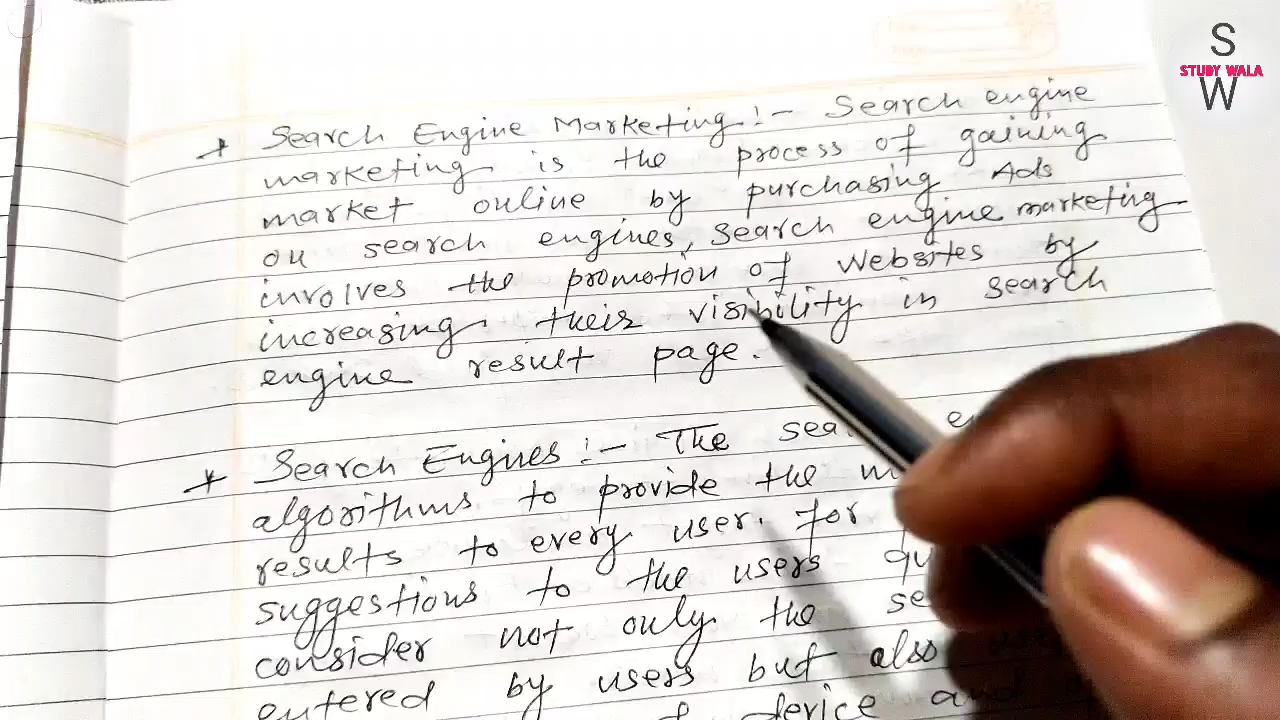 S
STUDY WALA
W
* Search Engine Marketing!- Search engine
marketing is the process of gaining
market online by purchasing Ads
on search engines, search engine marketing
involves the promotion of websites by
increasing their visibility in search
engine result page.
* Search Engines!- The
algorithms to provide the
results to every user. for
suggestions to the users
consider not only the
entered by users but also
device and